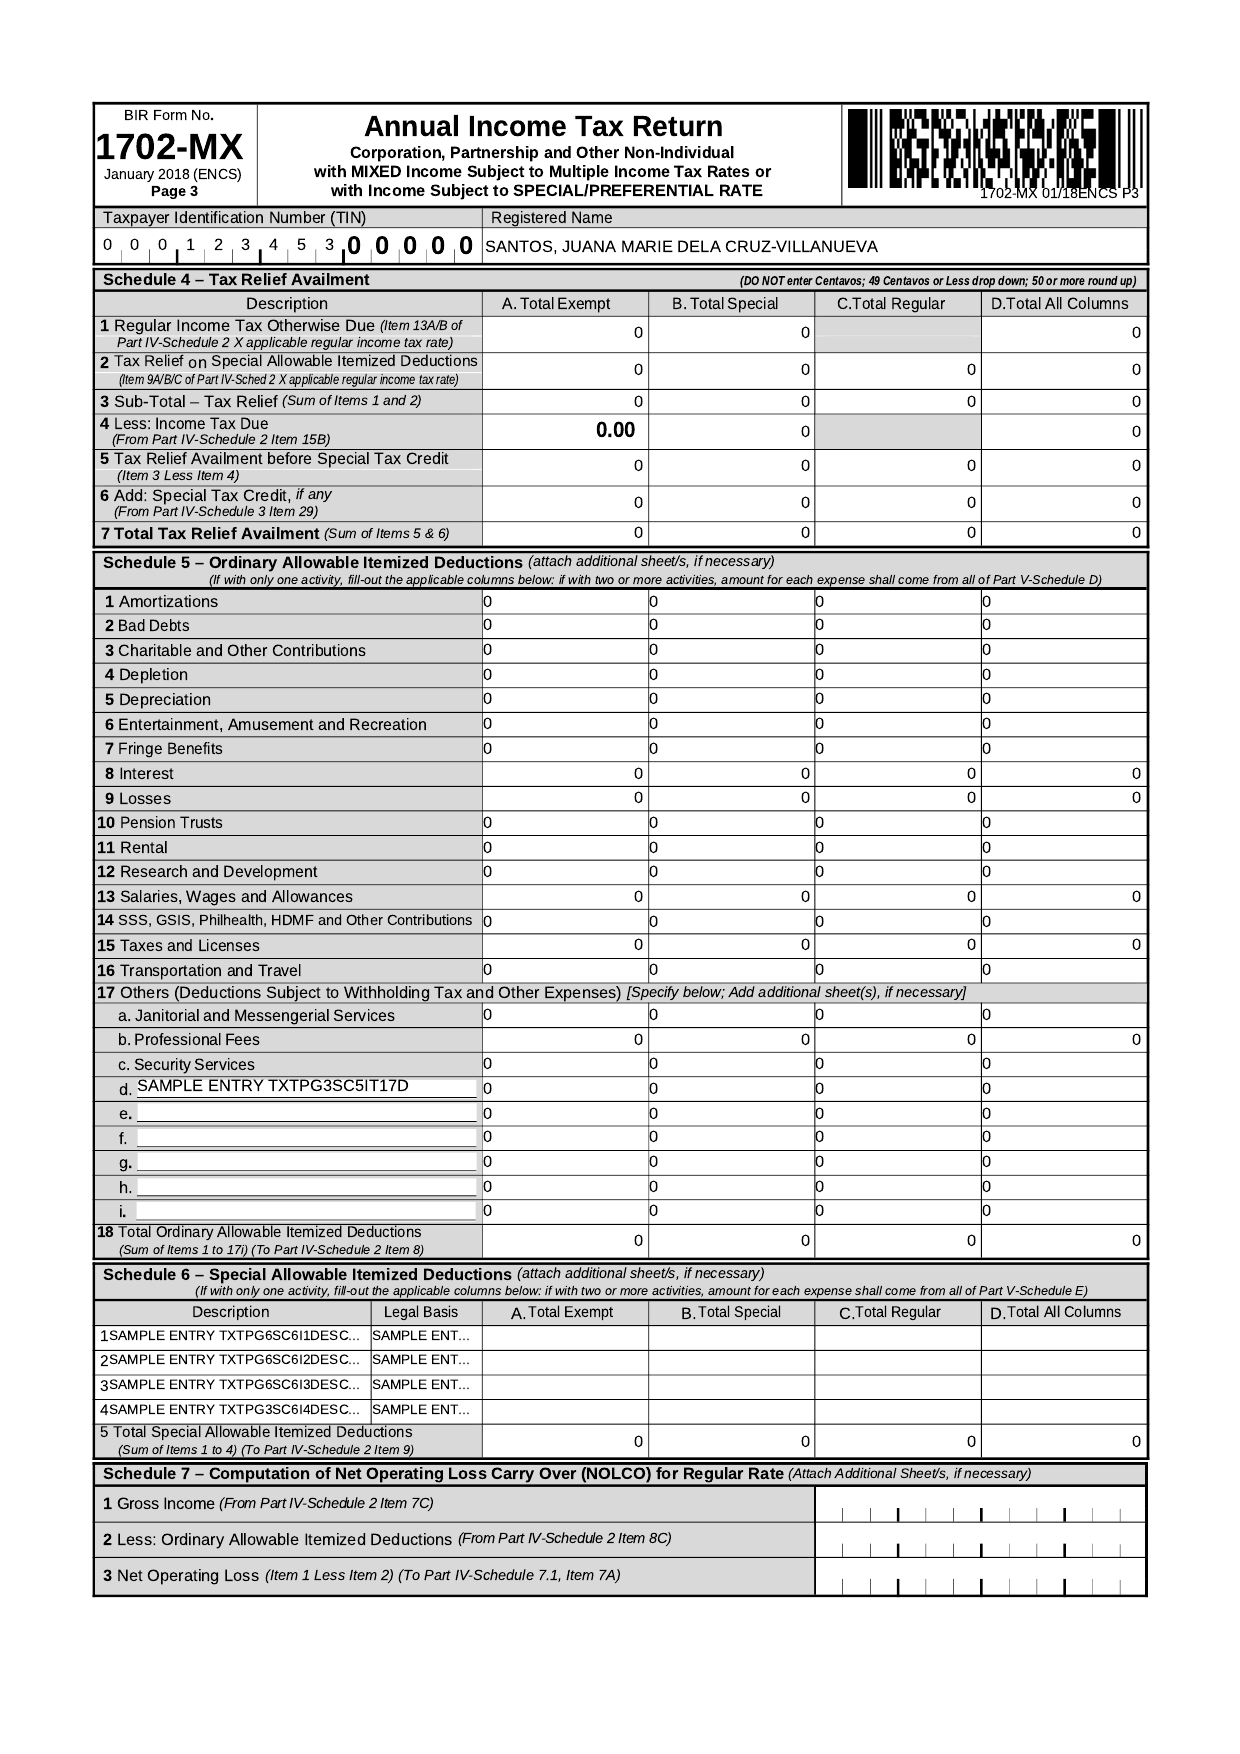 BIR Form No.
1702-MX
January 2018 (ENCS)
Page 3
Annual Income Tax Return
Corporation, Partnership and Other Non-Individual
with MIXED Income Subject to Multiple Income Tax Rates or
with Income Subject to SPECIAL/PREFERENTIAL RATE
1702-MX 01/18ENCS P3
Taxpayer Identification Number (TIN) Registered Name
0 0 0 1 2 3 4 5 3 0 0 0 0 0 SANTOS, JUANA MARIE DELA CRUZ-VILLANUEVA
Schedule 4 – Tax Relief Availment (DO NOT enter Centavos; 49 Centavos or Less drop down; 50 or more round up)
Description A. Total Exempt B. Total Special C.Total Regular D.Total All Columns
1 Regular Income Tax Otherwise Due (Item 13A/B of
Part IV-Schedule 2 X applicable regular income tax rate) 0 0 0
2 Tax Relief on Special Allowable Itemized Deductions
(Item 9A/B/C of Part IV-Sched 2 X applicable regular income tax rate) 0 0 0 0
3 Sub-Total – Tax Relief (Sum of Items 1 and 2) 0 0 0 0
4 Less: Income Tax Due
(From Part IV-Schedule 2 Item 15B) 0.00 0 0
5 Tax Relief Availment before Special Tax Credit
(Item 3 Less Item 4) 0 0 0 0
6 Add: Special Tax Credit, if any
(From Part IV-Schedule 3 Item 29) 0 0 0 0
7 Total Tax Relief Availment (Sum of Items 5 & 6) 0 0 0 0
Schedule 5 – Ordinary Allowable Itemized Deductions (attach additional sheet/s, if necessary)
(If with only one activity, fill-out the applicable columns below: if with two or more activities, amount for each expense shall come from all of Part V-Schedule D)
1 Amortizations 0 0 0 0
2 Bad Debts 0 0 0 0
3 Charitable and Other Contributions 0 0 0 0
4 Depletion 0 0 0 0
5 Depreciation 0 0 0 0
6 Entertainment, Amusement and Recreation 0 0 0 0
7 Fringe Benefits 0 0 0 0
8 Interest 0 0 0 0
9 Losses 0 0 0 0
10 Pension Trusts 0 0 0 0
11 Rental 0 0 0 0
12 Research and Development 0 0 0 0
13 Salaries, Wages and Allowances 0 0 0 0
14 SSS, GSIS, Philhealth, HDMF and Other Contributions 0 0 0 0
15 Taxes and Licenses 0 0 0 0
16 Transportation and Travel 0 0 0 0
17 Others (Deductions Subject to Withholding Tax and Other Expenses) [Specify below; Add additional sheet(s), if necessary]
a. Janitorial and Messengerial Services 0 0 0 0
b. Professional Fees 0 0 0 0
c. Security Services 0 0 0 0
d. SAMPLE ENTRY TXTPG3SC5IT17D 0 0 0 0
e. 0 0 0 0
f. 0 0 0 0
g. 0 0 0 0
h. 0 0 0 0
i. 0 0 0 0
18 Total Ordinary Allowable Itemized Deductions
(Sum of Items 1 to 17i) (To Part IV-Schedule 2 Item 8) 0 0 0 0
Schedule 6 – Special Allowable Itemized Deductions (attach additional sheet/s, if necessary)
(If with only one activity, fill-out the applicable columns below: if with two or more activities, amount for each expense shall come from all of Part V-Schedule E)
Description Legal Basis A. Total Exempt B. Total Special C.Total Regular D.Total All Columns
1SAMPLE ENTRY TXTPG6SC6I1DESC... SAMPLE ENT...
2SAMPLE ENTRY TXTPG6SC6I2DESC... SAMPLE ENT...
3SAMPLE ENTRY TXTPG6SC6I3DESC... SAMPLE ENT...
4SAMPLE ENTRY TXTPG3SC6I4DESC... SAMPLE ENT...
5 Total Special Allowable Itemized Deductions
(Sum of Items 1 to 4) (To Part IV-Schedule 2 Item 9) 0 0 0 0
Schedule 7 – Computation of Net Operating Loss Carry Over (NOLCO) for Regular Rate (Attach Additional Sheet/s, if necessary)
1 Gross Income (From Part IV-Schedule 2 Item 7C)
2 Less: Ordinary Allowable Itemized Deductions (From Part IV-Schedule 2 Item 8C)
3 Net Operating Loss (Item 1 Less Item 2) (To Part IV-Schedule 7.1, Item 7A)